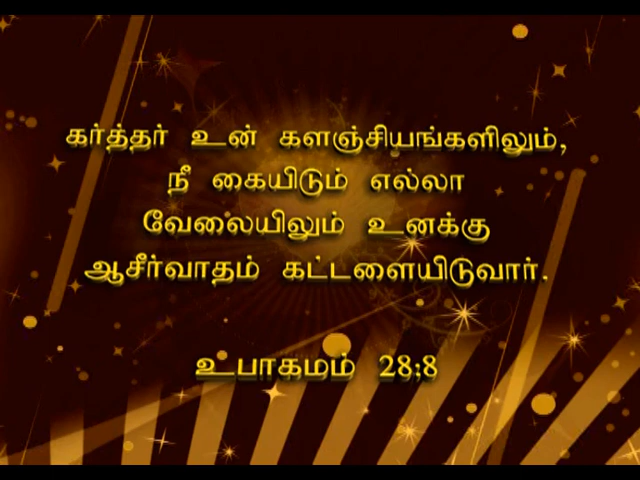 கர்த்தர் உன் களஞ்சியங்களிலும்,
நீ கையிடும் எல்லா
வேலையிலும் உனக்கு
ஆசீர்வாதம் கட்டளையிடுவார்.
உபாகமம் 28;8